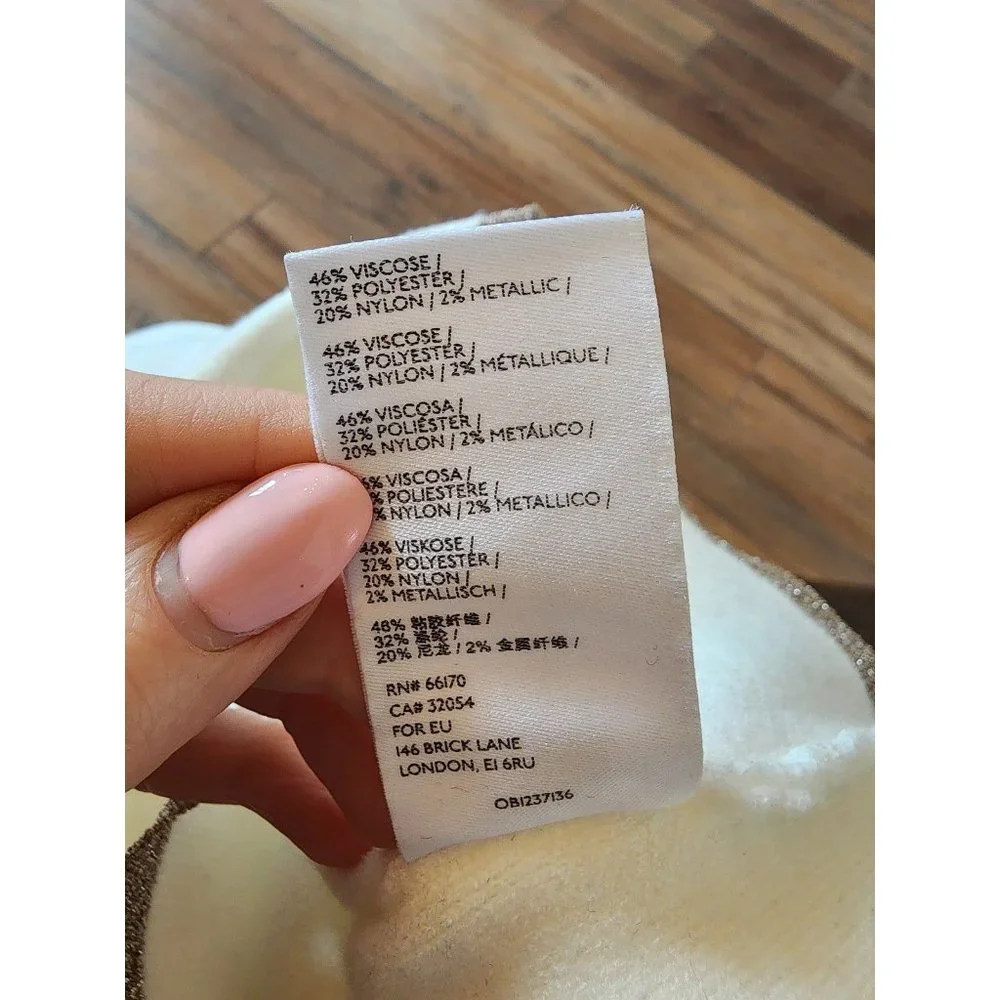 46% VISCOSE /
32% POLYESTER /
20% NYLON / 2% METALLIC /
46% VISCOSE /
32% POLYESTER /
20% NYLON / 2% MÉTALLIQUE /
46% VISCOSA /
32% POLIÉSTER /
20% NYLON / 2% METÁLICO /
6% VISCOSA /
% POLIESTERE /
% NYLON / 2% METALLICO /
46% VISKOSE /
32% POLYESTER /
20% NYLON /
2% METALLISCH /
48% 粘胶纤维 /
32% 涤纶 /
20% 尼龙 / 2% 金属纤维 /
RN# 66170
CA# 32054
FOR EU
146 BRICK LANE
LONDON, E1 6RU
OB1237136